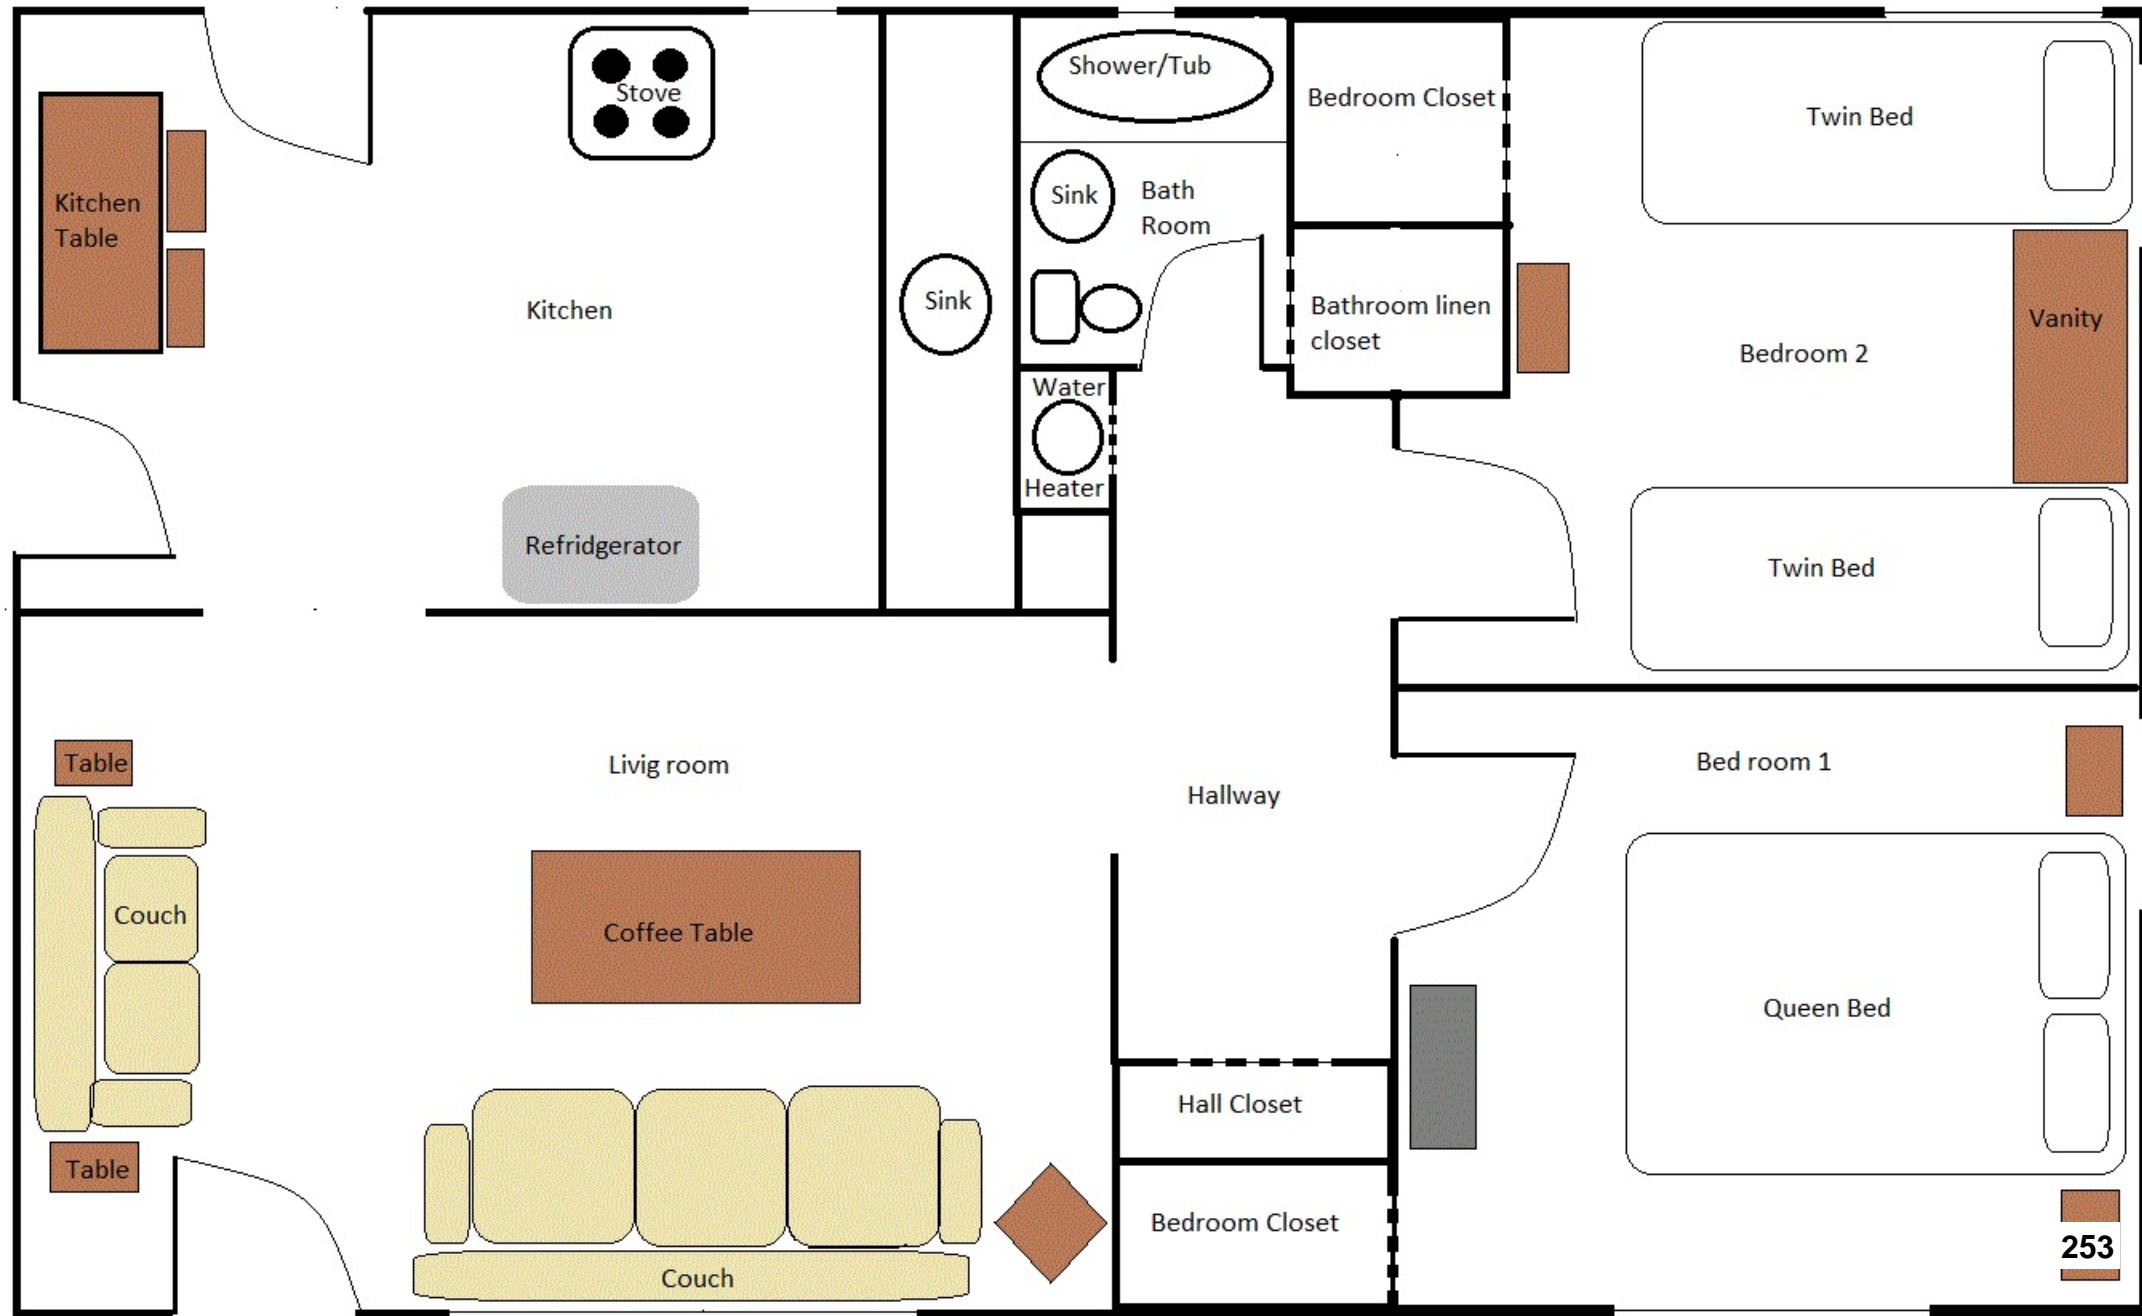 Shower/Tub
Stove
Bedroom Closet
Twin Bed
Kitchen
Table
Sink
Bath
Room
Sink
Kitchen
Bathroom linen
closet
Vanity
Bedroom 2
Water
Heater
Refridgerator
Twin Bed
Table
Livig room
Hallway
Bed room 1
Couch
Coffee Table
Queen Bed
Hall Closet
Table
Bedroom Closet
Couch
253